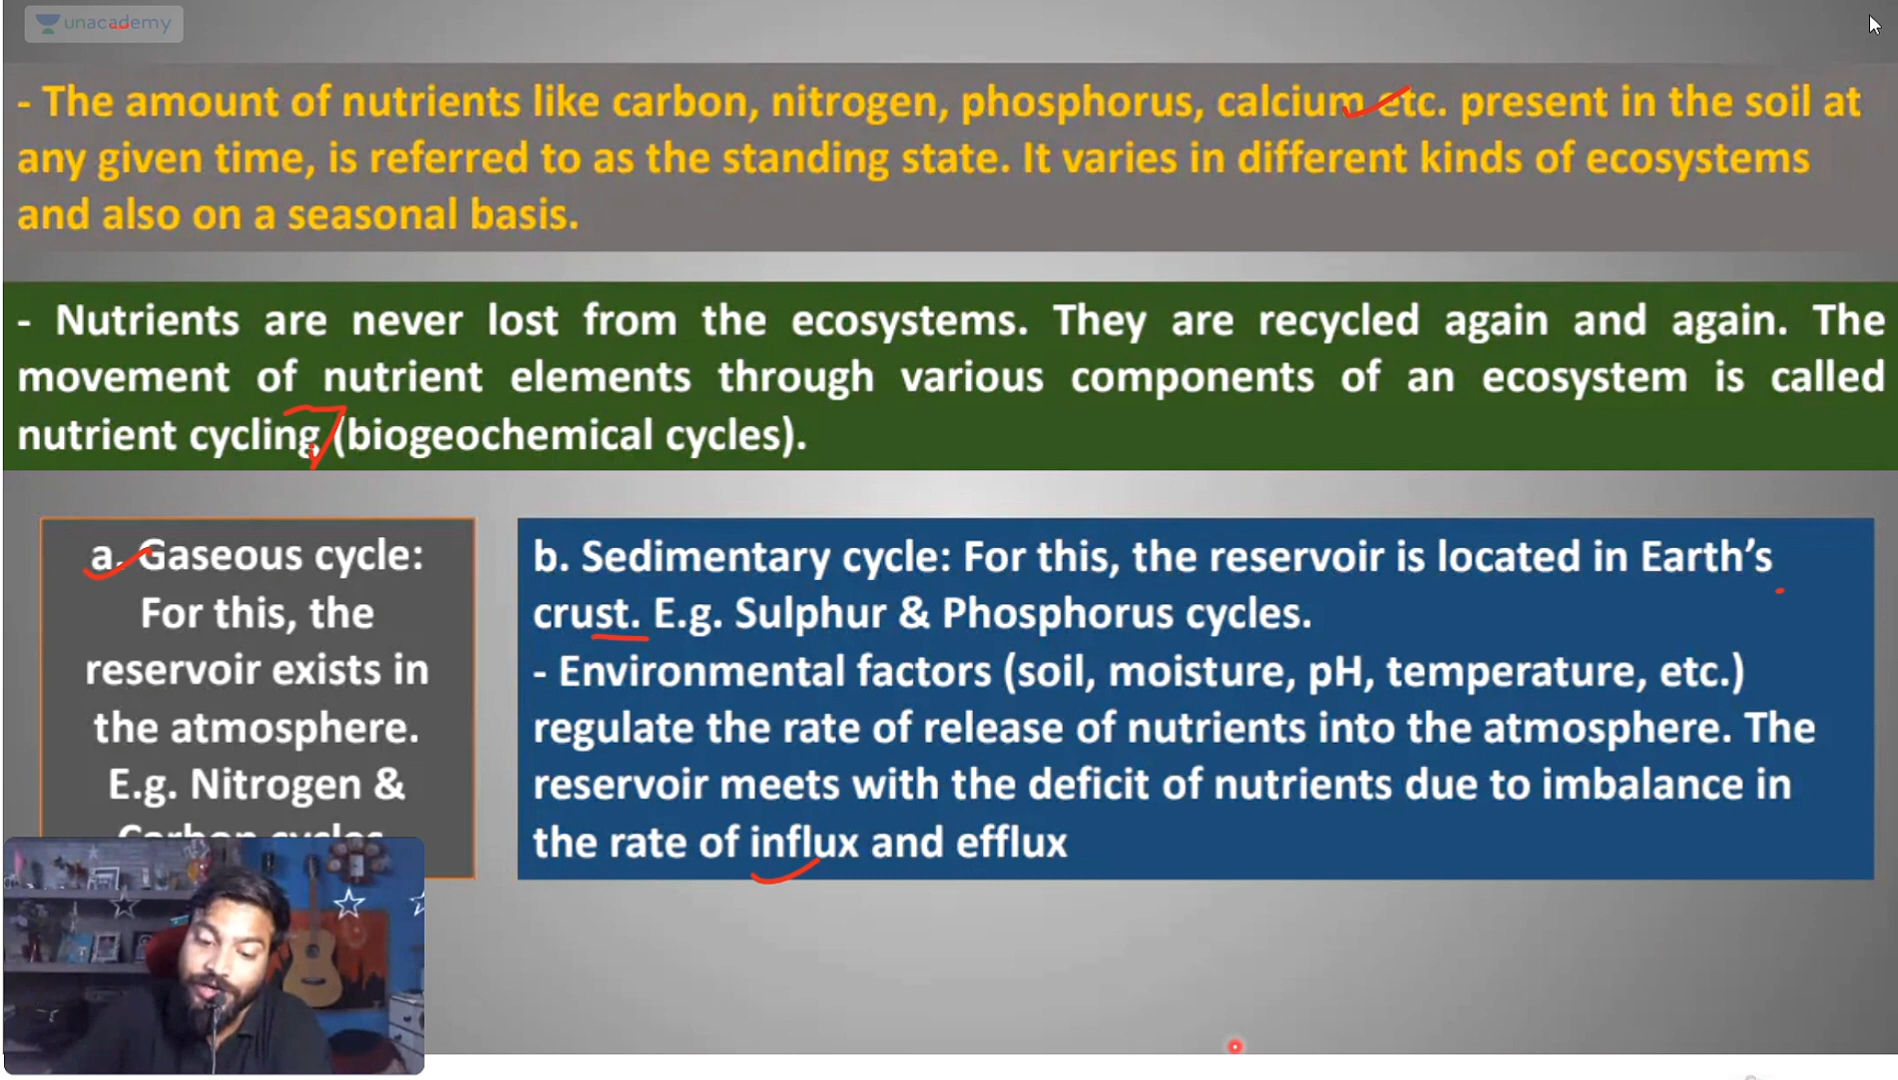 unacademy
- The amount of nutrients like carbon, nitrogen, phosphorus, calcium etc. present in the soil at
any given time, is referred to as the standing state. It varies in different kinds of ecosystems
and also on a seasonal basis.
- Nutrients are never lost from the ecosystems. They are recycled again and again. The
movement of nutrient elements through various components of an ecosystem is called
nutrient cycling (biogeochemical cycles).
a. Gaseous cycle:
For this, the
reservoir exists in
the atmosphere.
E.g. Nitrogen &
Carbon cycles
b. Sedimentary cycle: For this, the reservoir is located in Earth’s
crust. E.g. Sulphur & Phosphorus cycles.
- Environmental factors (soil, moisture, pH, temperature, etc.)
regulate the rate of release of nutrients into the atmosphere. The
reservoir meets with the deficit of nutrients due to imbalance in
the rate of influx and efflux